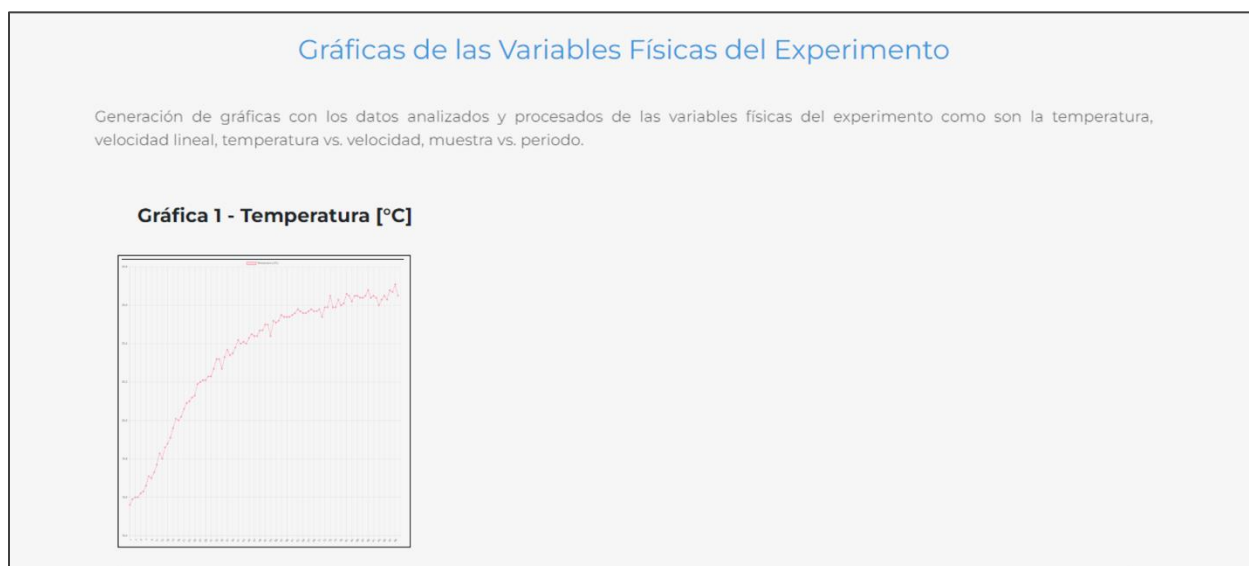 Gráficas de las Variables Físicas del Experimento
Generación de gráficas con los datos analizados y procesados de las variables físicas del experimento como son la temperatura,
velocidad lineal, temperatura vs. velocidad, muestra vs. periodo.
Gráfica 1 - Temperatura [°C]